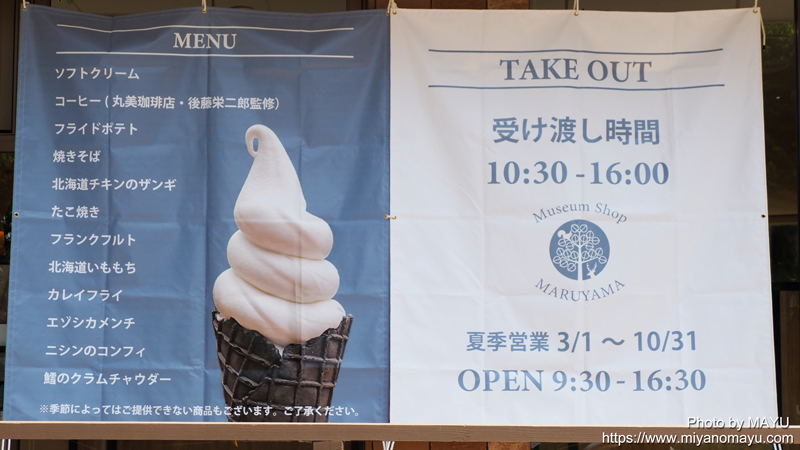 MENU
ソフトクリーム
コーヒー ( 丸美珈琲店・後藤栄二郎監修)
フライドポテト
焼きそば
北海道チキンのザンギ
たこ焼き
フランクフルト
北海道いももち
カレイフライ
エゾシカメンチ
ニシンのコンフィ
鱈のクラムチャウダー
※季節によってはご提供できない商品もございます。ご了承ください。
TAKE OUT
受け渡し時間
10:30 - 16:00
Museum Shop
MARUYAMA
夏季営業 3/1 〜 10/31
OPEN 9:30 - 16:30
Photo by MAYU
https://www.miyanomayu.com/